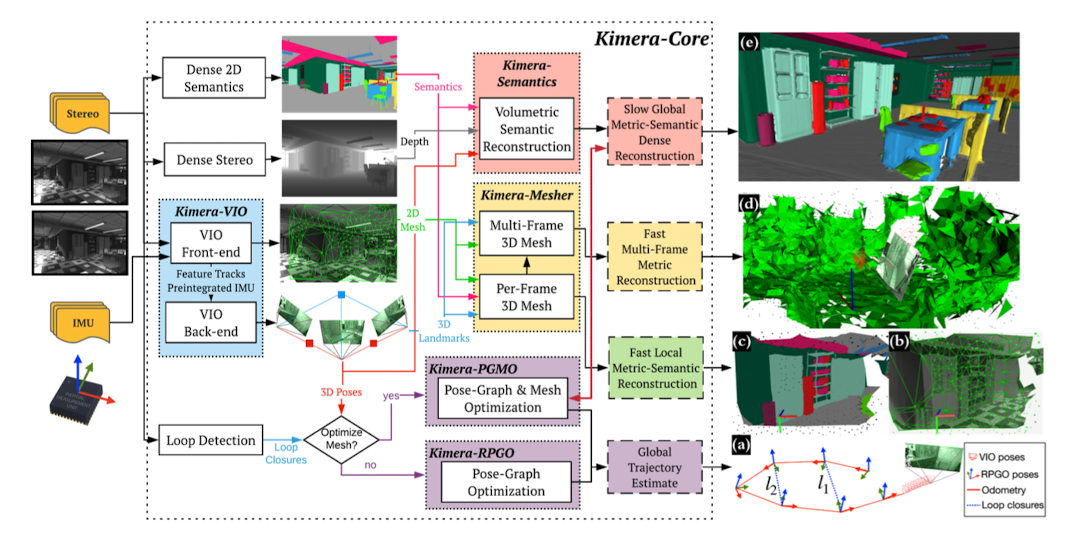 Kimera-Core
Stereo
IMU
Dense 2D
Semantics
Dense Stereo
Kimera-VIO
VIO
Front-end
Feature Tracks
Preintegrated IMU
VIO
Back-end
Loop Detection
Semantics
Depth
2D
Mesh
3D
Landmarks
3D Poses
Loop
Closures
Optimize
Mesh?
yes
no
Kimera-
Semantics
Volumetric
Semantic
Reconstruction
Kimera-Mesher
Multi-Frame
3D Mesh
Per-Frame
3D Mesh
Kimera-PGMO
Pose-Graph & Mesh
Optimization
Kimera-RPGO
Pose-Graph
Optimization
Slow Global
Metric-Semantic
Dense
Reconstruction
Fast
Multi-Frame
Metric
Reconstruction
Fast Local
Metric-Semantic
Reconstruction
Global
Trajectory
Estimate
(e)
(d)
(c)
(b)
(a)
l2
l1
VIO poses
RPGO poses
Odometry
Loop closures